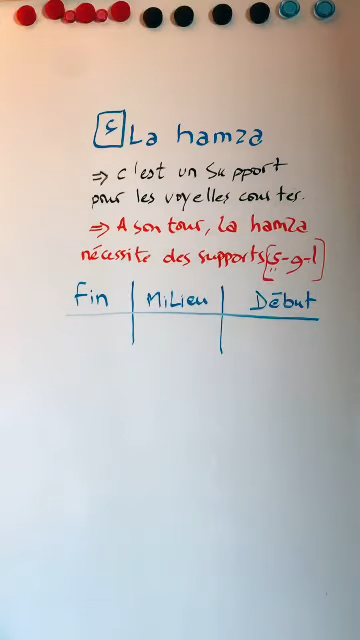 ء La hamza
⇒ c'est un support
pour les voyelles courtes.
⇒ A son tour, La hamza
nécessite des supports [ي-و-ا]
Fin | Milieu | Début